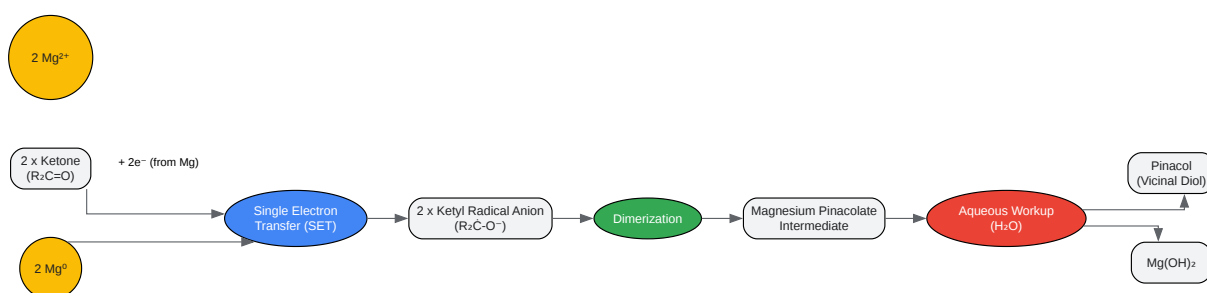 2 Mg²⁺
2 x Ketone
(R₂C=O)
+ 2e⁻ (from Mg)
2 Mg⁰
Single Electron
Transfer (SET)
2 x Ketyl Radical Anion
(R₂Ċ-O⁻)
Dimerization
Magnesium Pinacolate
Intermediate
Aqueous Workup
(H₂O)
Pinacol
(Vicinal Diol)
Mg(OH)₂